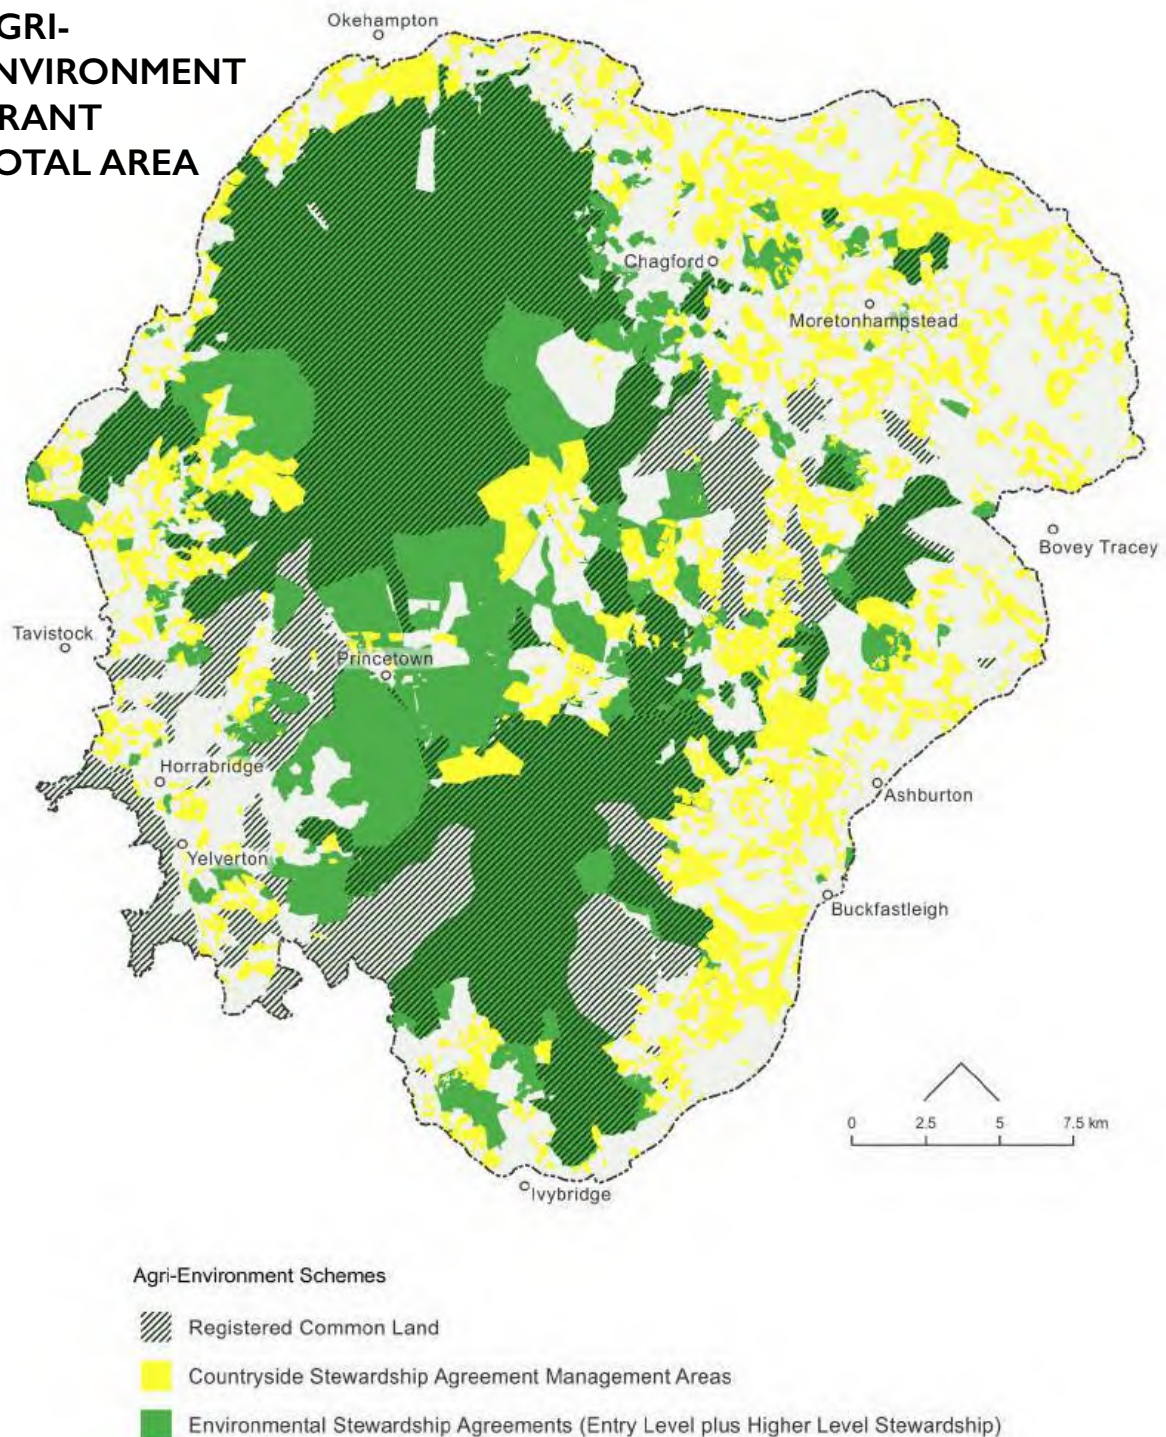 GRI-
NVIRONMENT
RANT
OTAL AREA
Okehampton
Chagford
Moretonhampstead
Bovey Tracey
Tavistock
Princetown
Horrabridge
Ashburton
Yelverton
Buckfastleigh
0 2.5 5 7.5 km
Ivybridge
Agri-Environment Schemes
Registered Common Land
Countryside Stewardship Agreement Management Areas
Environmental Stewardship Agreements (Entry Level plus Higher Level Stewardship)